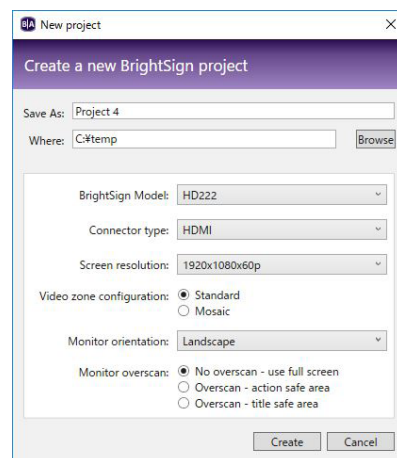 BA New project
Create a new BrightSign project
Save As: Project 4
Where: C:¥temp Browse
BrightSign Model: HD222
Connector type: HDMI
Screen resolution: 1920x1080x60p
Video zone configuration: Standard
Mosaic
Monitor orientation: Landscape
Monitor overscan: No overscan - use full screen
Overscan - action safe area
Overscan - title safe area
Create Cancel